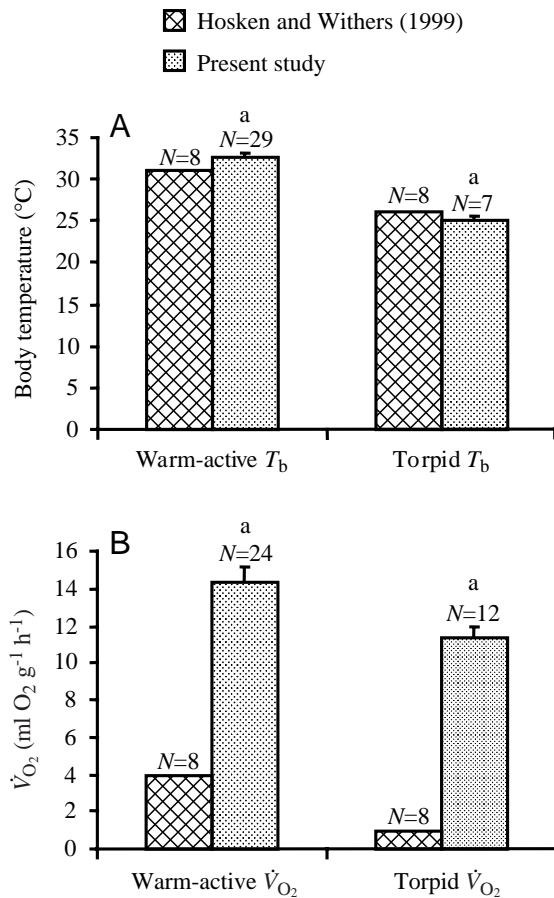 Hosken and Withers (1999)
Present study
A
Body temperature (°C)
35
30
25
20
15
10
5
0
N=8
a
N=29
N=8
a
N=7
Warm-active Tb
Torpid Tb
B
V̇O2 (ml O2 g-1 h-1)
16
14
12
10
8
6
4
2
0
N=8
a
N=24
N=8
a
N=12
Warm-active V̇O2
Torpid V̇O2